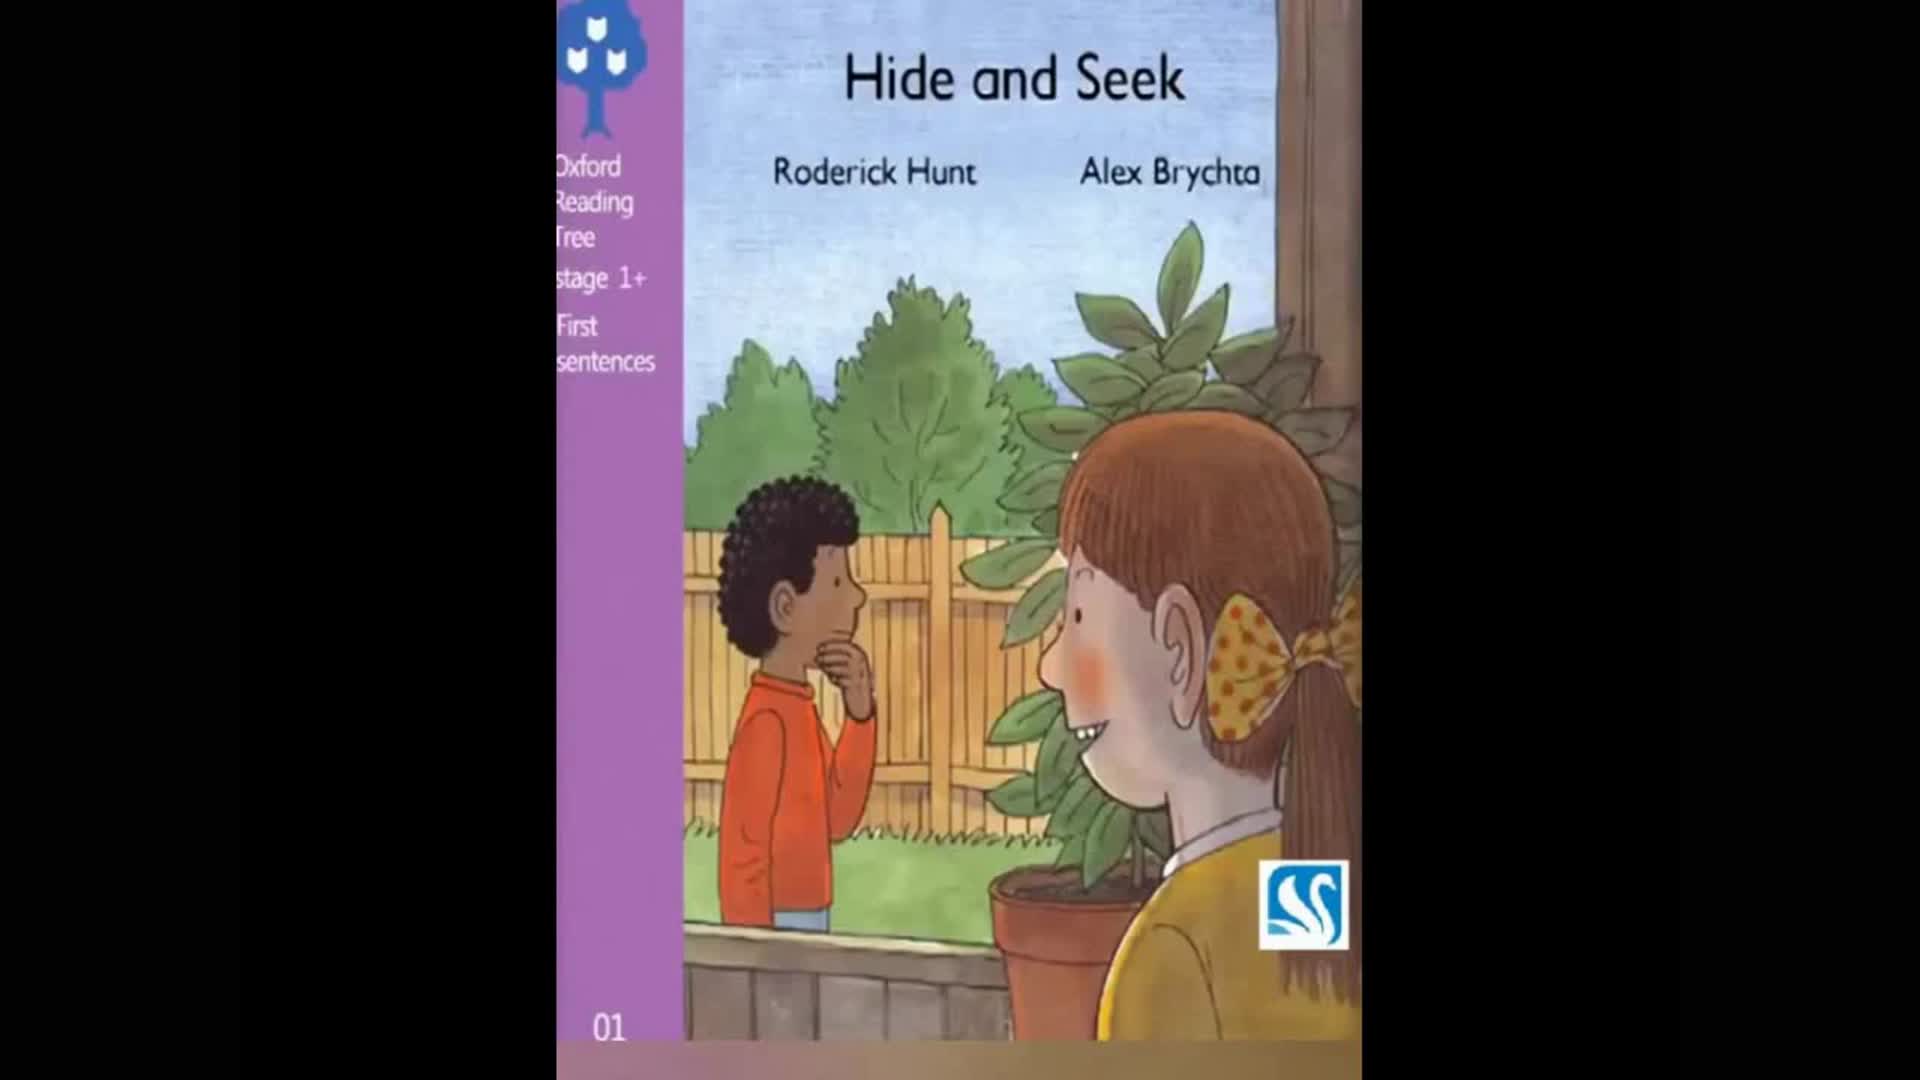 Hide and Seek
Roderick Hunt Alex Brychta
Oxford
Reading
Tree
stage 1+
First
sentences
01